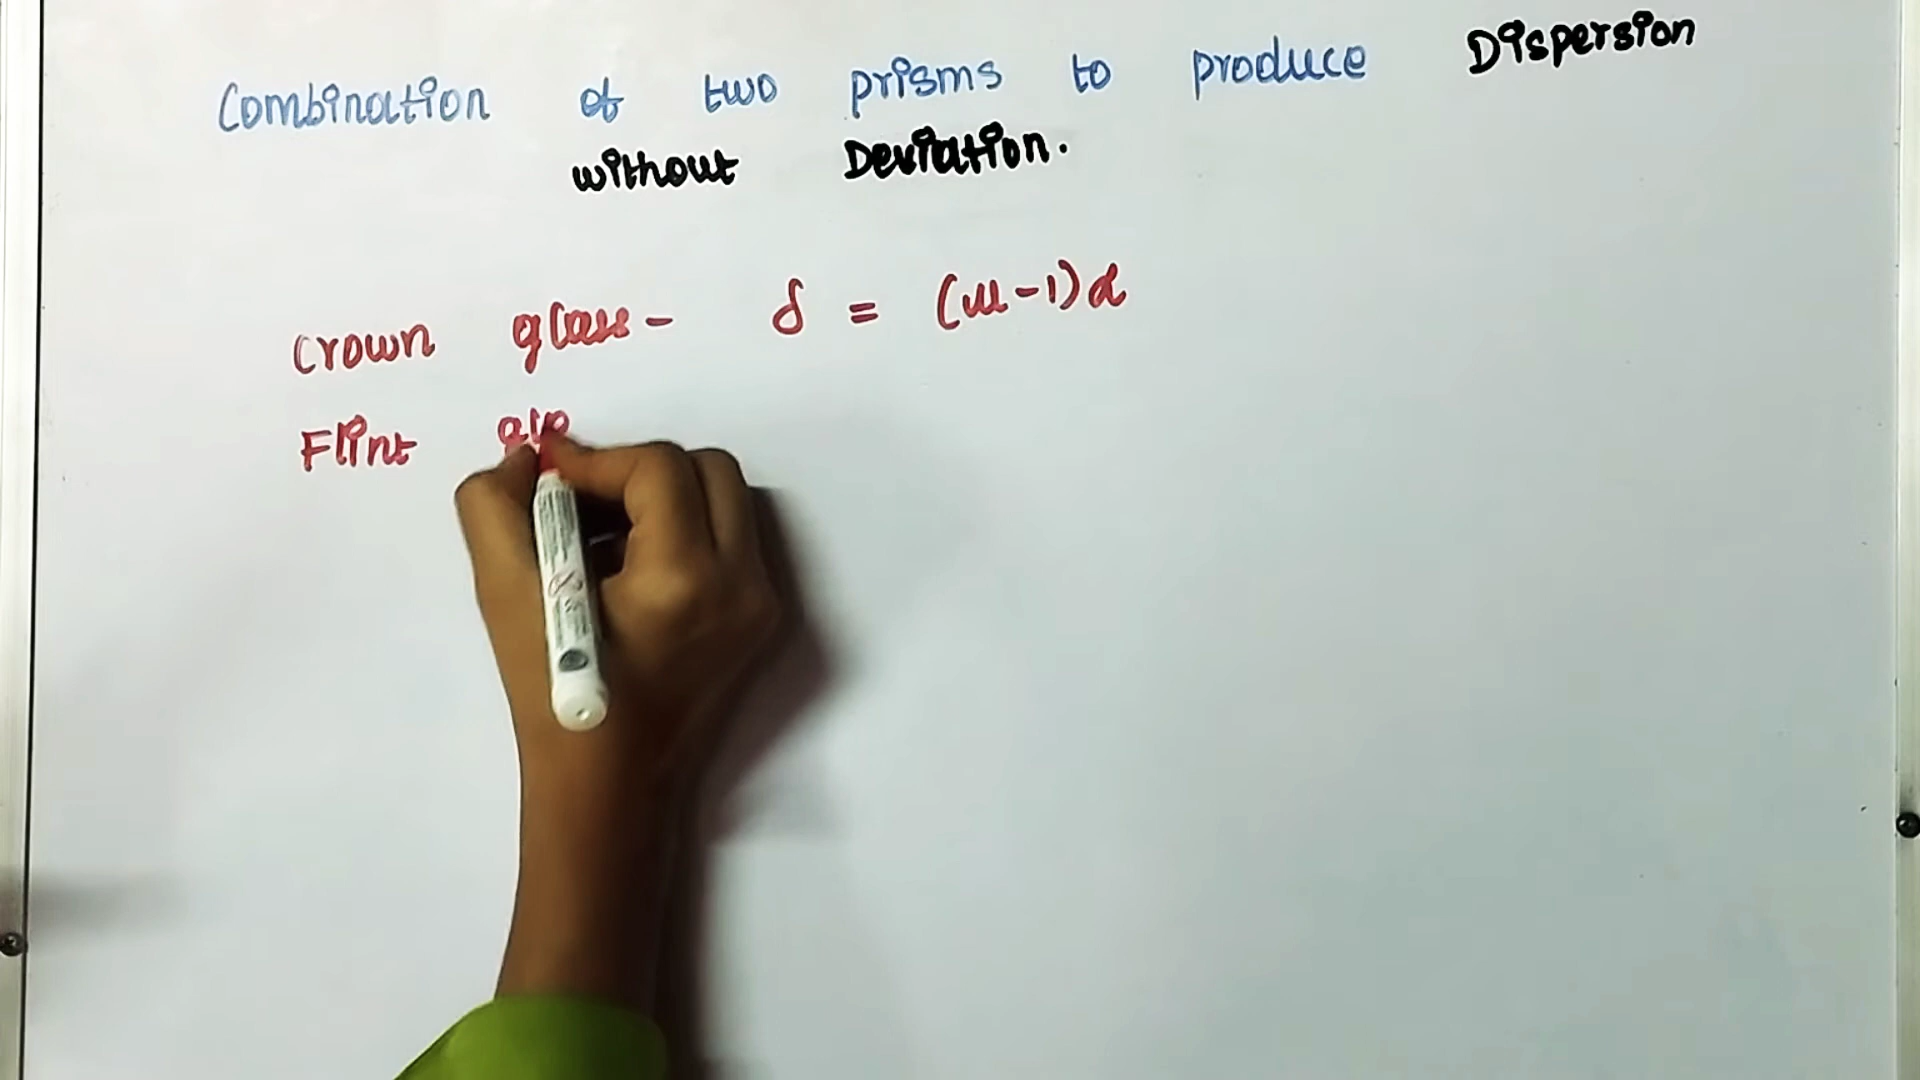 Combination of two prisms to produce Dispersion
without Deviation.
Crown glass - δ = (μ-1)α
Flint